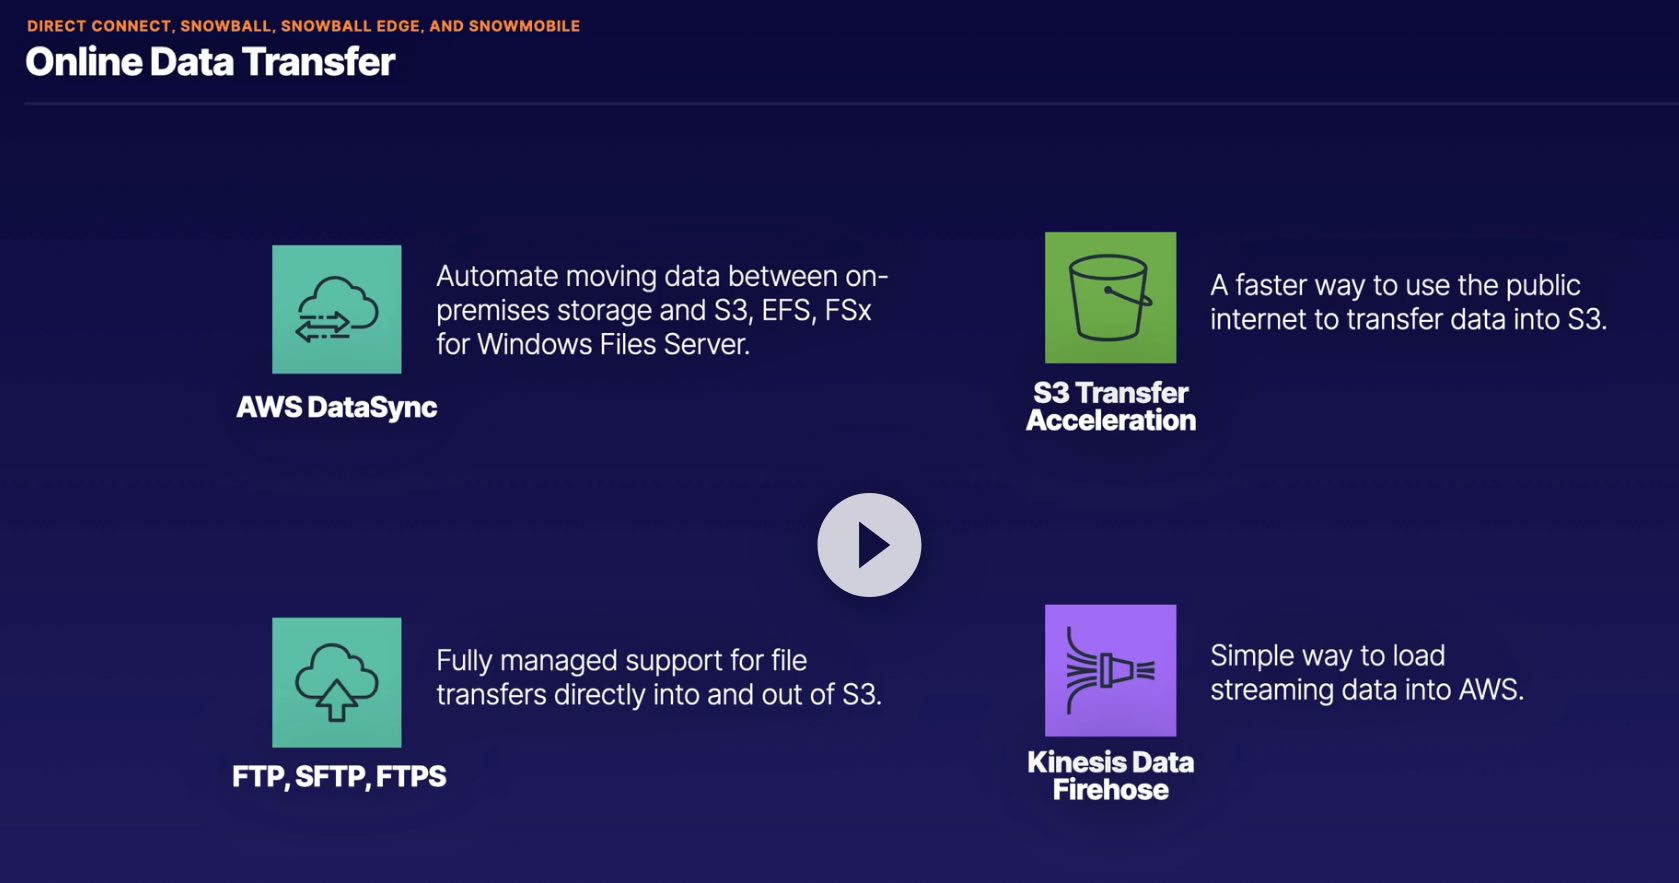 DIRECT CONNECT, SNOWBALL, SNOWBALL EDGE, AND SNOWMOBILE
Online Data Transfer
Automate moving data between on-
premises storage and S3, EFS, FSx
for Windows Files Server.
AWS DataSync
A faster way to use the public
internet to transfer data into S3.
S3 Transfer
Acceleration
Fully managed support for file
transfers directly into and out of S3.
FTP, SFTP, FTPS
Simple way to load
streaming data into AWS.
Kinesis Data
Firehose